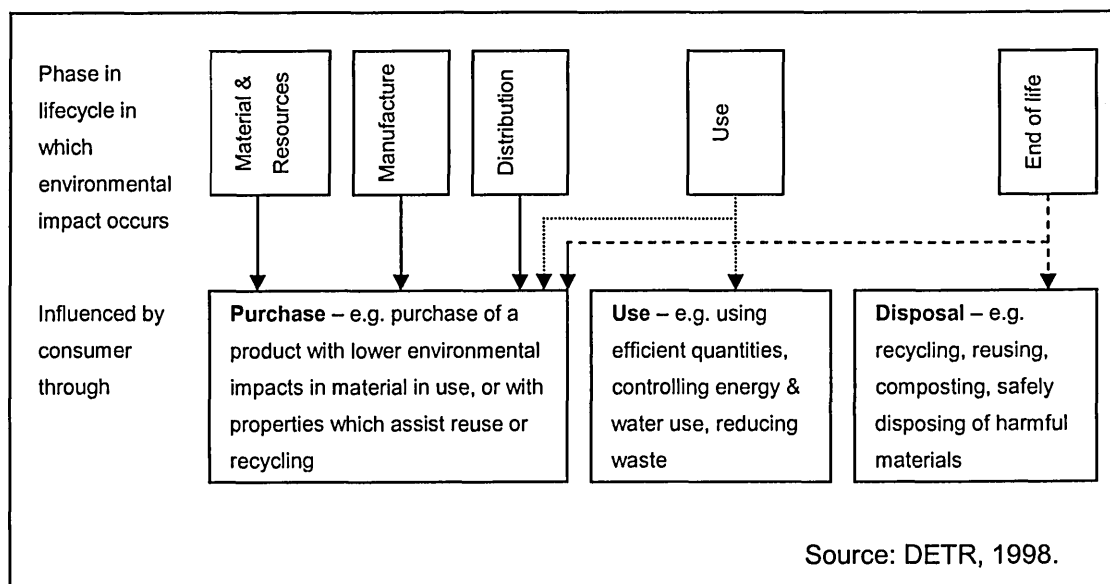 Phase in
lifecycle in
which
environmental
impact occurs
Material &
Resources
Manufacture
Distribution
Use
End of life
Influenced by
consumer
through
Purchase – e.g. purchase of a
product with lower environmental
impacts in material in use, or with
properties which assist reuse or
recycling
Use – e.g. using
efficient quantities,
controlling energy &
water use, reducing
waste
Disposal – e.g.
recycling, reusing,
composting, safely
disposing of harmful
materials
Source: DETR, 1998.